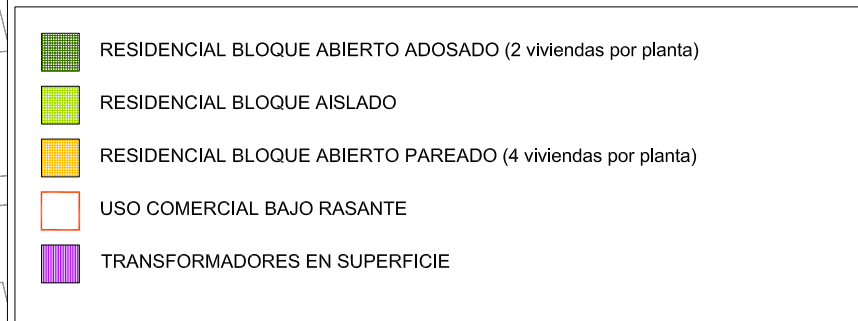 RESIDENCIAL BLOQUE ABIERTO ADOSADO (2 viviendas por planta)
RESIDENCIAL BLOQUE AISLADO
RESIDENCIAL BLOQUE ABIERTO PAREADO (4 viviendas por planta)
USO COMERCIAL BAJO RASANTE
TRANSFORMADORES EN SUPERFICIE